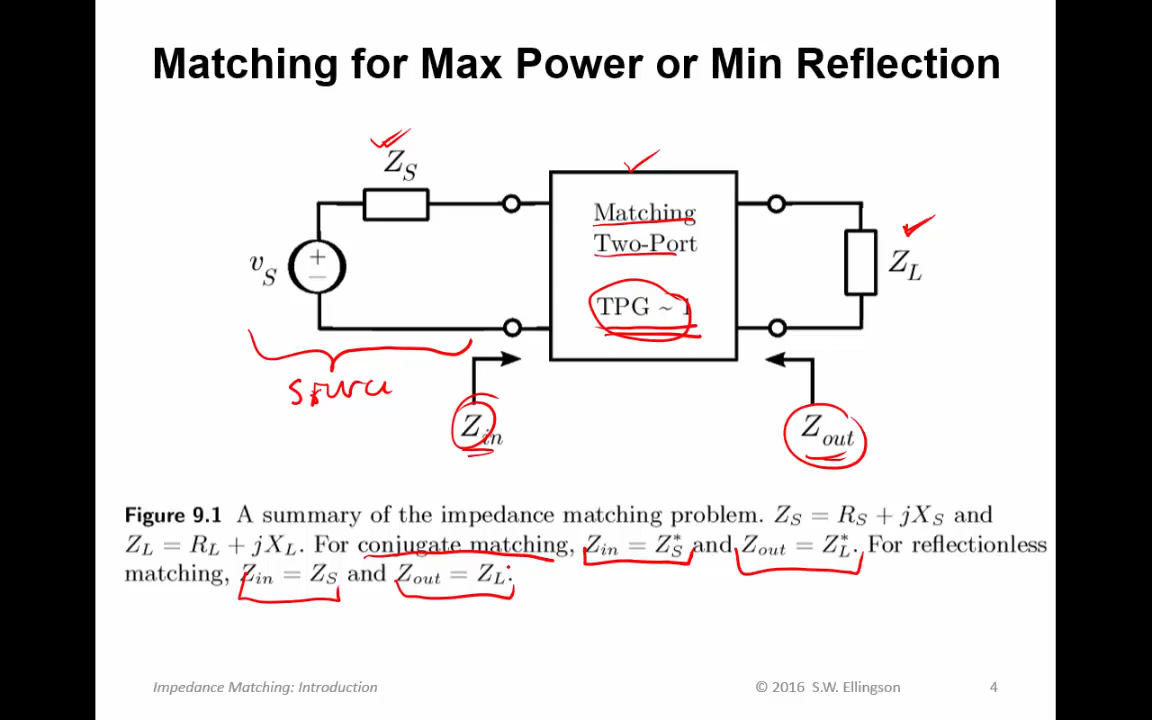 Matching for Max Power or Min Reflection
Z_S
Matching
Two-Port
TPG ~ 1
v_S
+
−
Z_L
source
Z_in
Z_out
Figure 9.1 A summary of the impedance matching problem. Z_S = R_S + jX_S and
Z_L = R_L + jX_L. For conjugate matching, Z_in = Z_S^* and Z_out = Z_L^*. For reflectionless
matching, Z_in = Z_S and Z_out = Z_L.
Impedance Matching: Introduction
© 2016 S.W. Ellingson
4